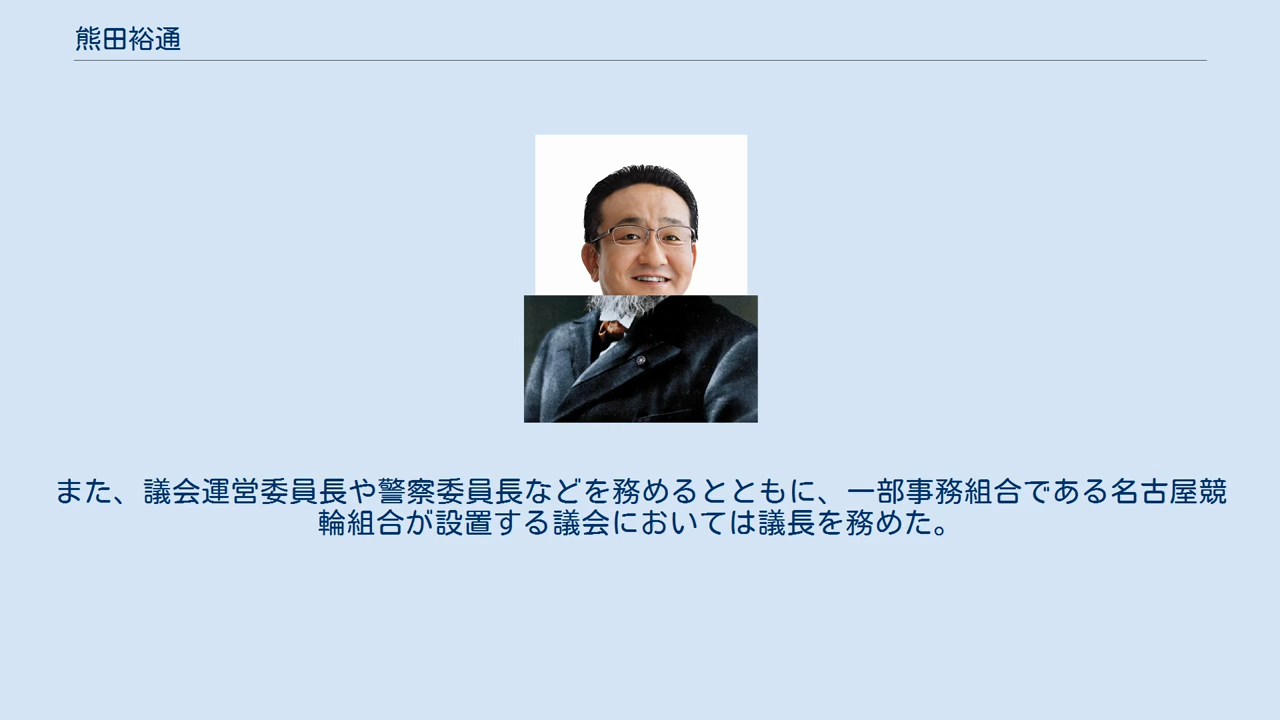 熊田裕通
また、議会運営委員長や警察委員長などを務めるとともに、一部事務組合である名古屋競
輪組合が設置する議会においては議長を務めた。